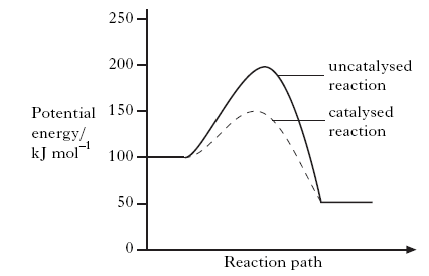 250
200
uncatalysed
reaction
Potential
energy/
kJ mol⁻¹
150
catalysed
reaction
100
50
0
Reaction path